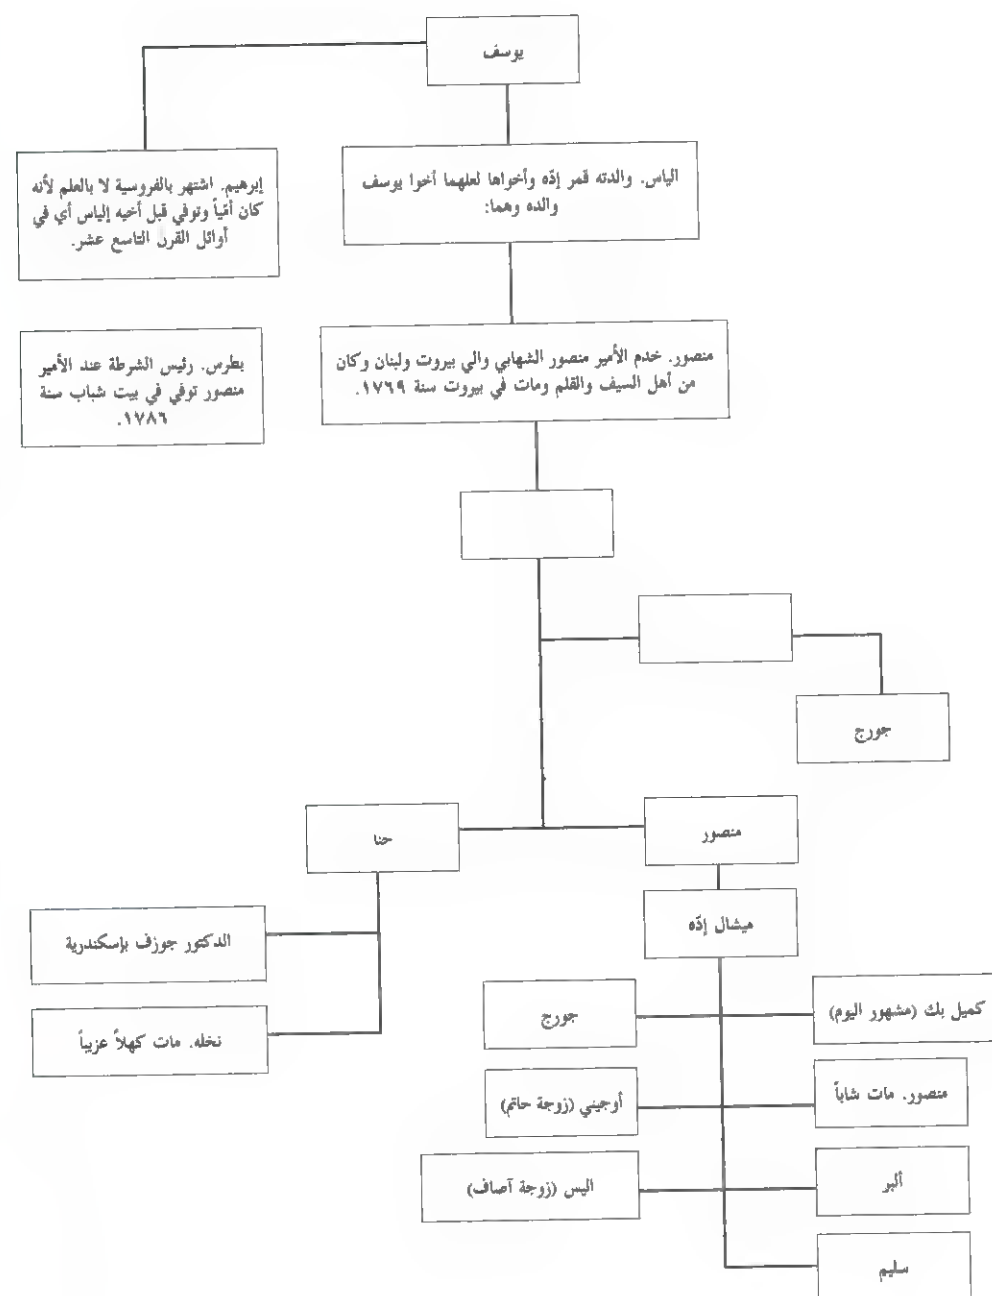 يوسف
الياس. والدته قمر إدّه وأخواها لعلهما أخوا يوسف
والده وهما:
إبرهيم. اشتهر بالفروسية لا بالعلم لأنه
كان أمياً وتوفي قبل أخيه إلياس أي في
أوائل القرن التاسع عشر.
منصور. خدم الأمير منصور الشهابي والي بيروت ولبنان وكان
من أهل السيف والقلم ومات في بيروت سنة ١٧٦٩.
بطرس. رئيس الشرطة عند الأمير
منصور توفي في بيت شباب سنة
١٧٨٦.
جورج
منصور
حنا
ميشال إدّه
الدكتور جوزف بإسكندرية
نخله. مات كهلاً عزيباً
كميل بك (مشهور اليوم)
جورج
منصور. مات شاباً
أوجيني (زوجة حاتم)
ألبر
اليس (زوجة آصاف)
سليم